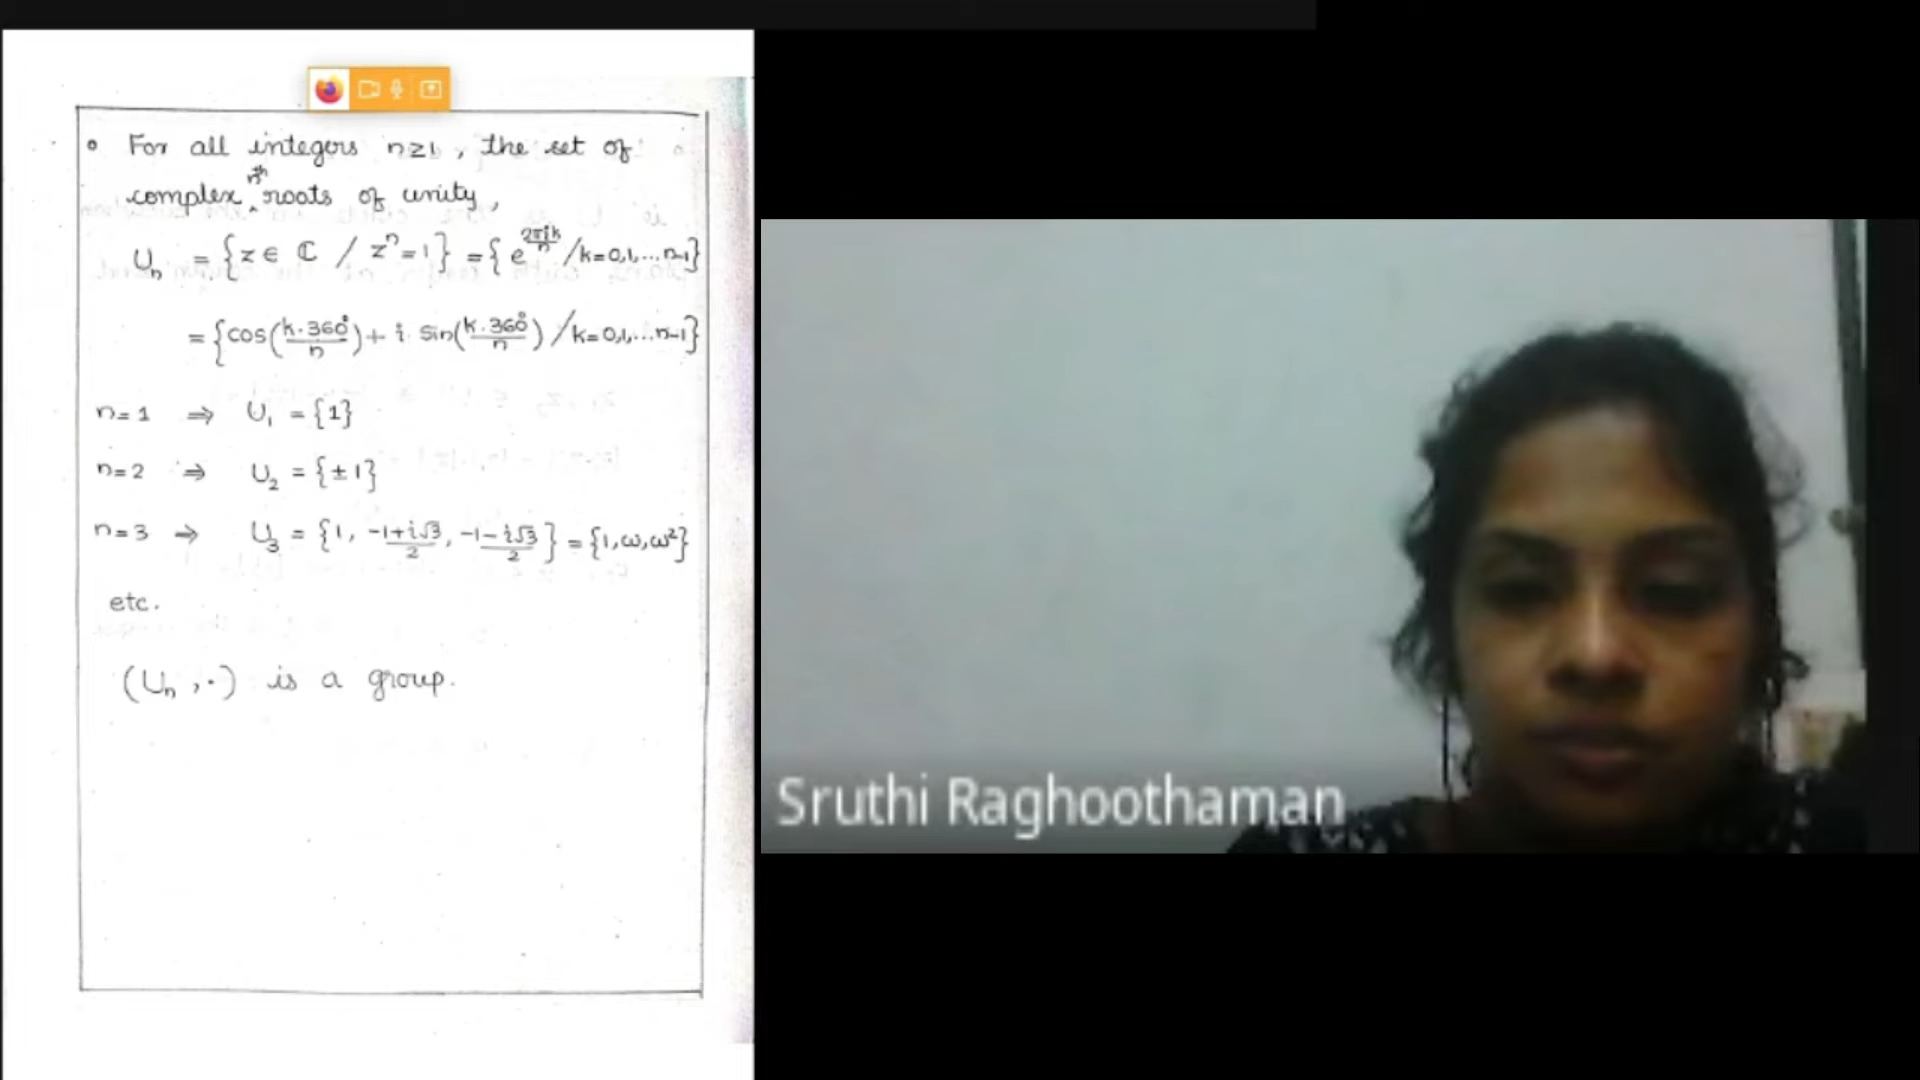 • For all integers n≥1, the set of
complex nth roots of unity,
Uₙ = {z ∈ ℂ / zⁿ=1} = {e^(2πik/n) / k=0,1,...n-1}
= {cos(k·360°/n) + i sin(k·360°/n) / k=0,1,...n-1}
n=1 ⇒ U₁ = {1}
n=2 ⇒ U₂ = {±1}
n=3 ⇒ U₃ = {1, (-1+i√3)/2, (-1-i√3)/2} = {1,ω,ω²}
etc.
(Uₙ,·) is a group.
Sruthi Raghoothaman